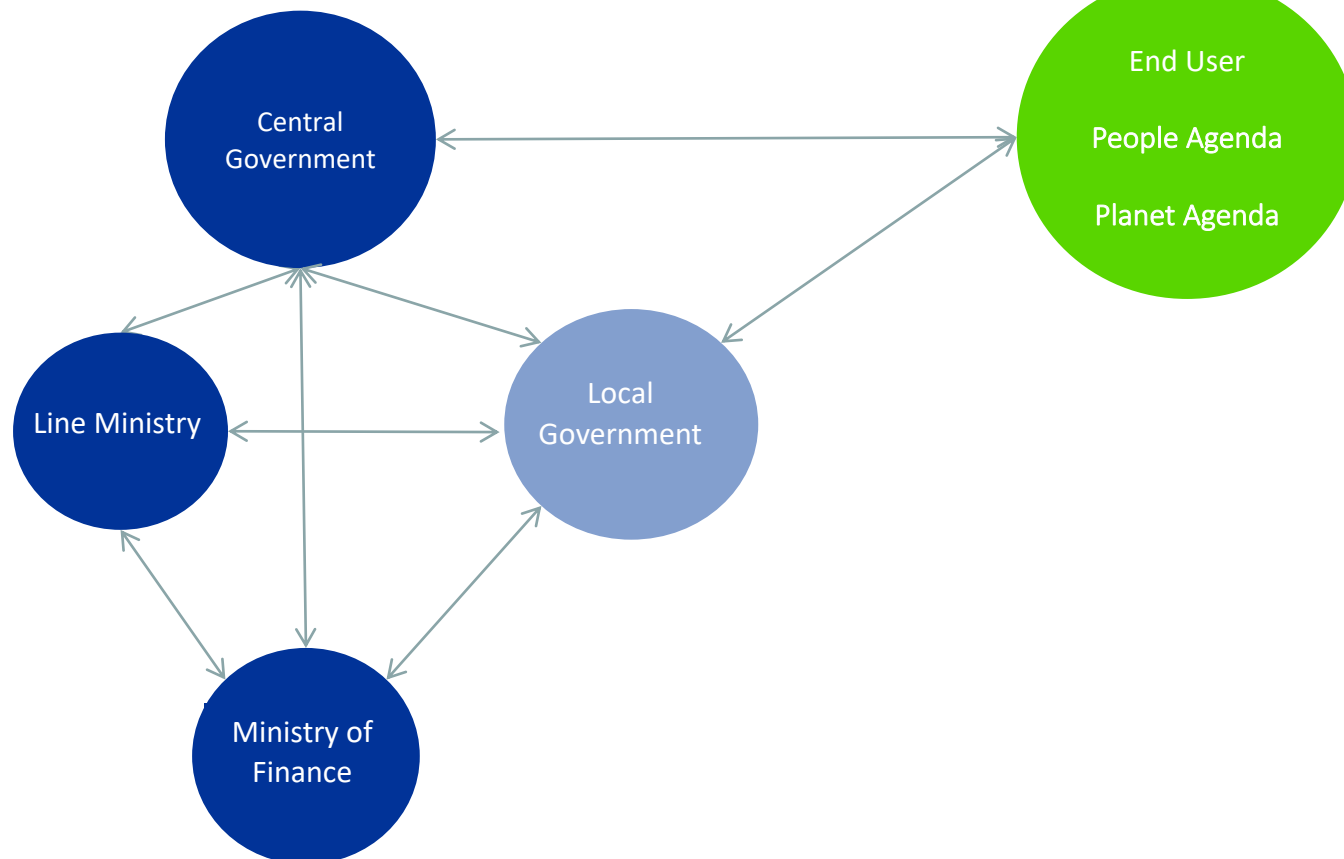 End User
People Agenda
Planet Agenda
Central
Government
Line Ministry
Local
Government
Ministry of
Finance